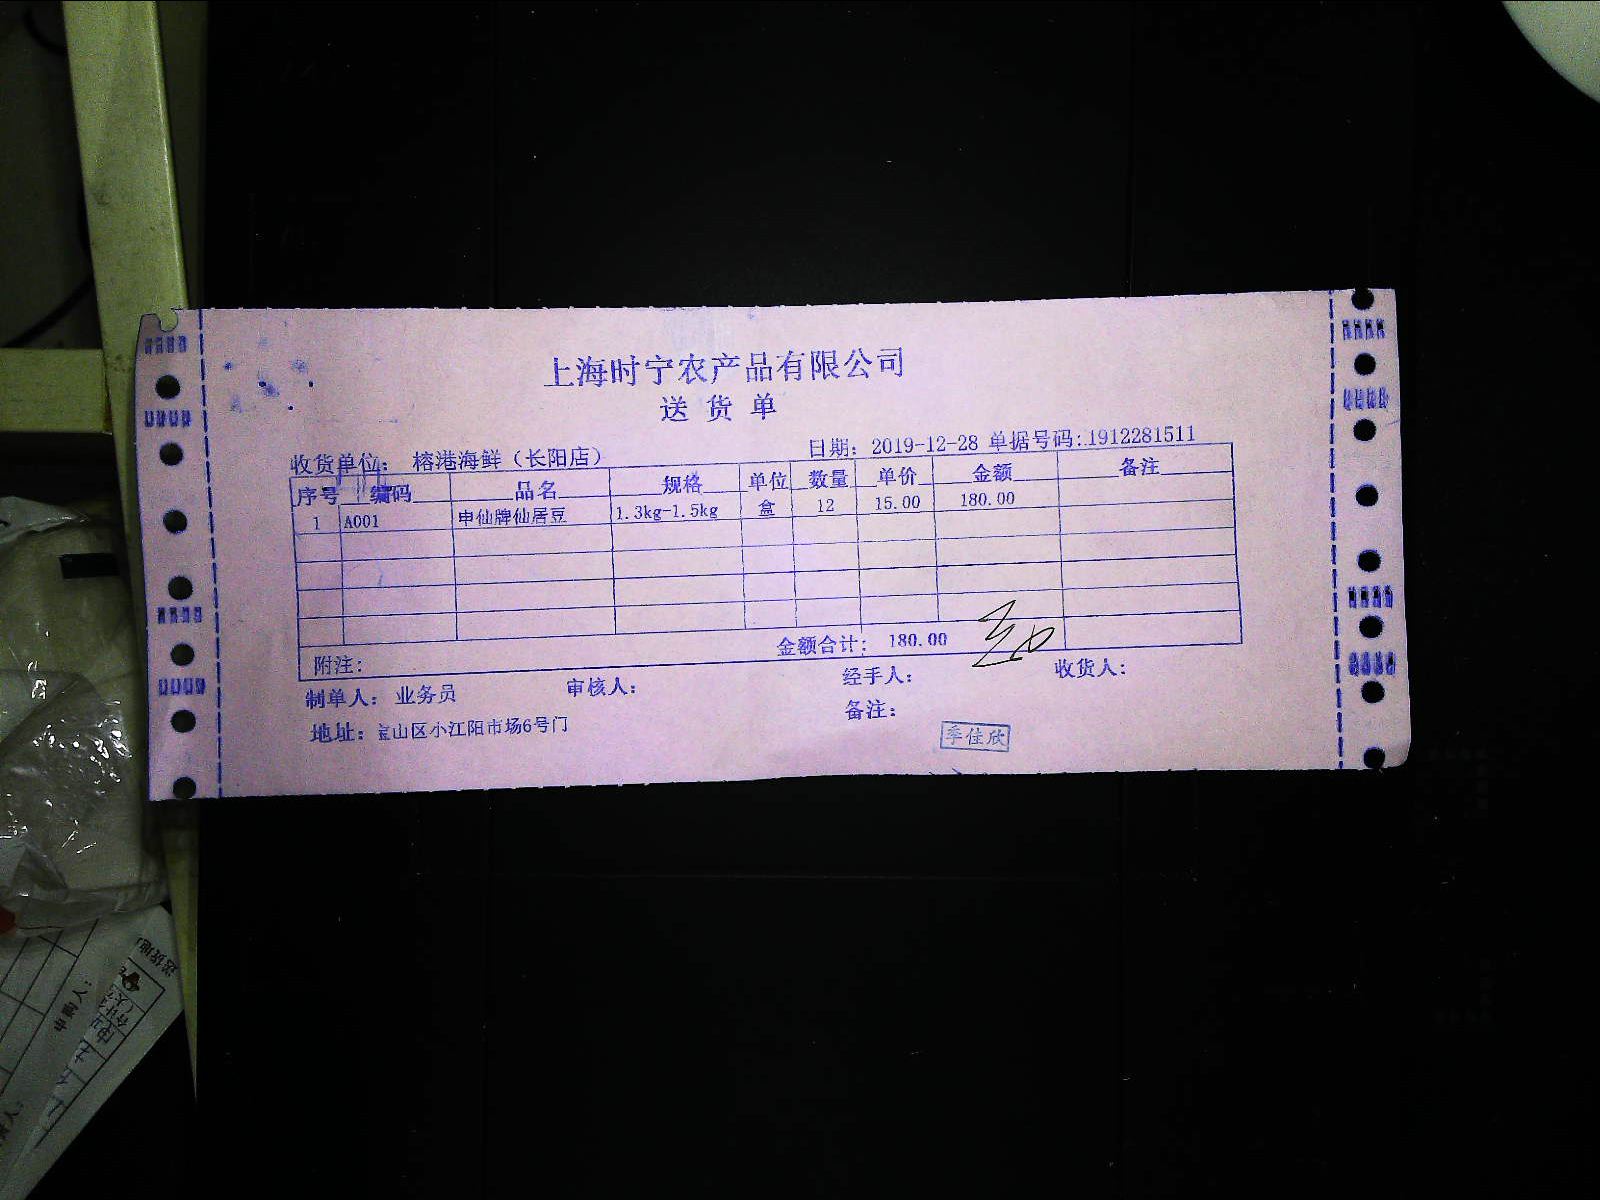 上海时宁农产品有限公司
送货单
收货单位: 榕港海鲜（长阳店） 日期: 2019-12-28 单据号码:1912281511
序号 编码 品名 规格 单位 数量 单价 金额 备注
1 A001 申仙牌仙居豆 1.3kg-1.5kg 盒 12 15.00 180.00
附注: 金额合计: 180.00
制单人: 业务员 审核人: 经手人: 收货人:
地址: 宝山区小江阳市场6号门 备注:
季佳欣
申购人: